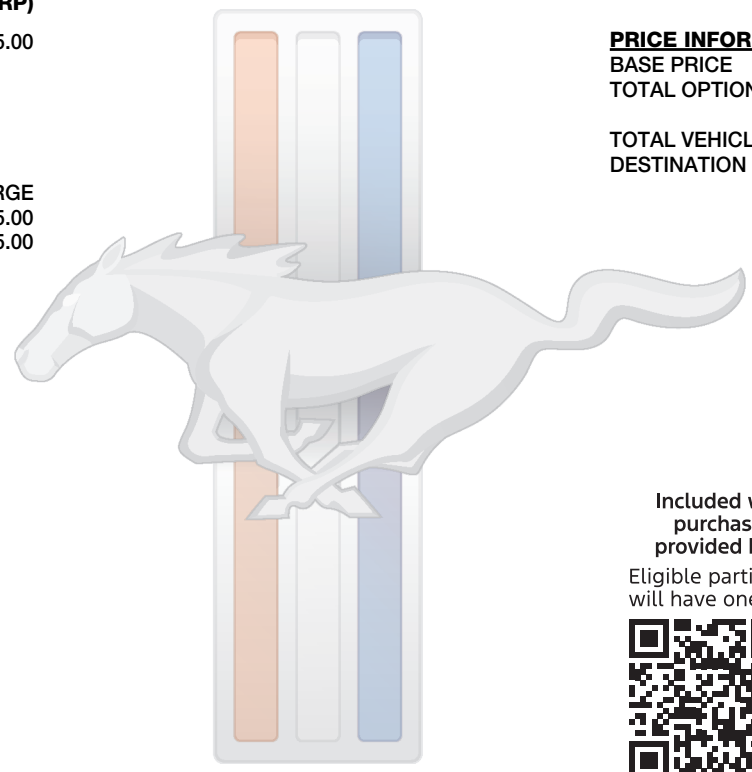 RP)
5.00
RGE
5.00
5.00
PRICE INFOR
BASE PRICE
TOTAL OPTION
TOTAL VEHICL
DESTINATION
Included w
purchas
provided b
Eligible parti
will have one